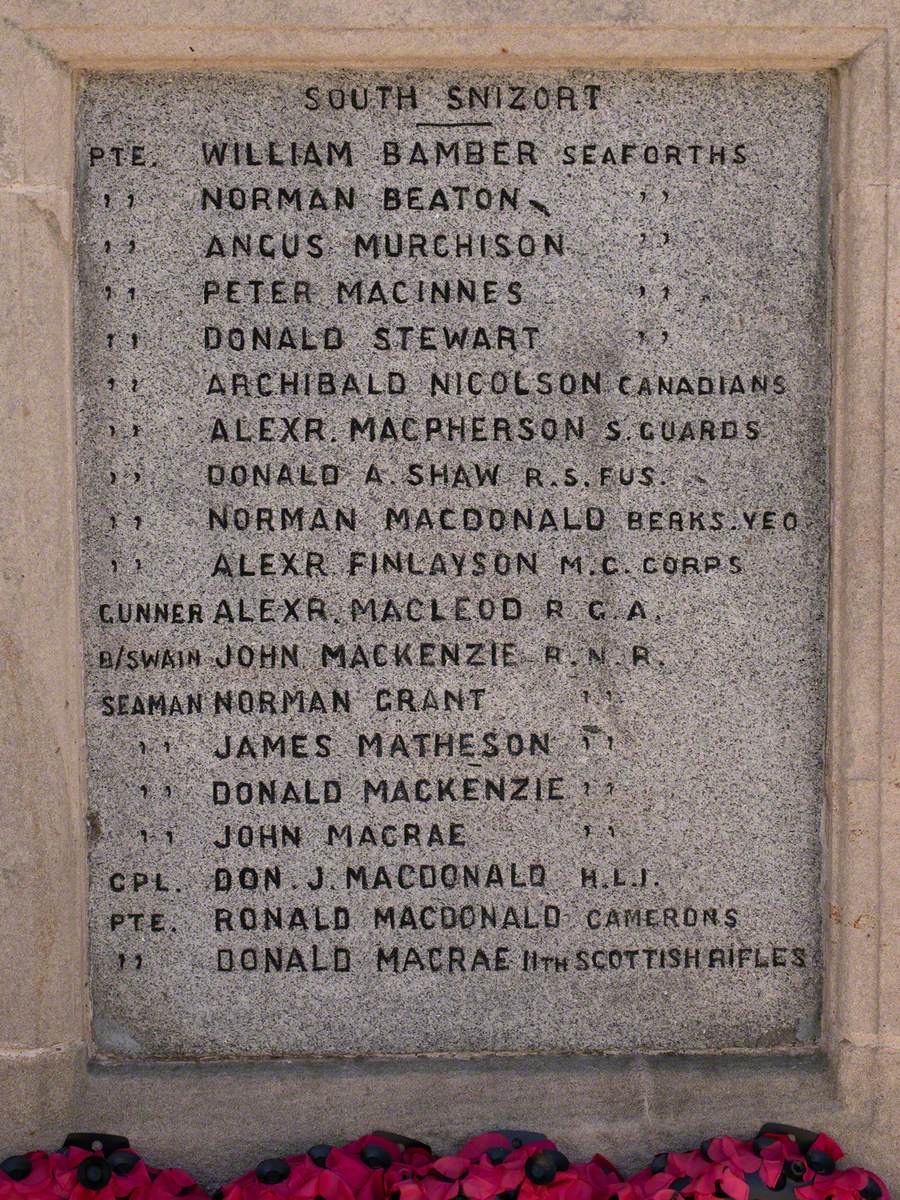 SOUTH SNIZORT
PTE. WILLIAM BAMBER SEAFORTHS
,, NORMAN BEATON ,,
,, ANGUS MURCHISON ,,
,, PETER MACINNES ,,
,, DONALD STEWART ,,
,, ARCHIBALD NICOLSON CANADIANS
,, ALEXR. MACPHERSON S. GUARDS
,, DONALD A. SHAW R.S. FUS.
,, NORMAN MACDONALD BERKS. YEO
,, ALEXR FINLAYSON M.C. CORPS
GUNNER ALEXR. MACLEOD R G A.
B/SWAIN JOHN MACKENZIE R.N.R.
SEAMAN NORMAN GRANT ,,
,, JAMES MATHESON ,,
,, DONALD MACKENZIE ,,
,, JOHN MACRAE ,,
CPL. DON. J. MACDONALD H.L.I.
PTE. RONALD MACDONALD CAMERONS
,, DONALD MACRAE 11TH SCOTTISH RIFLES